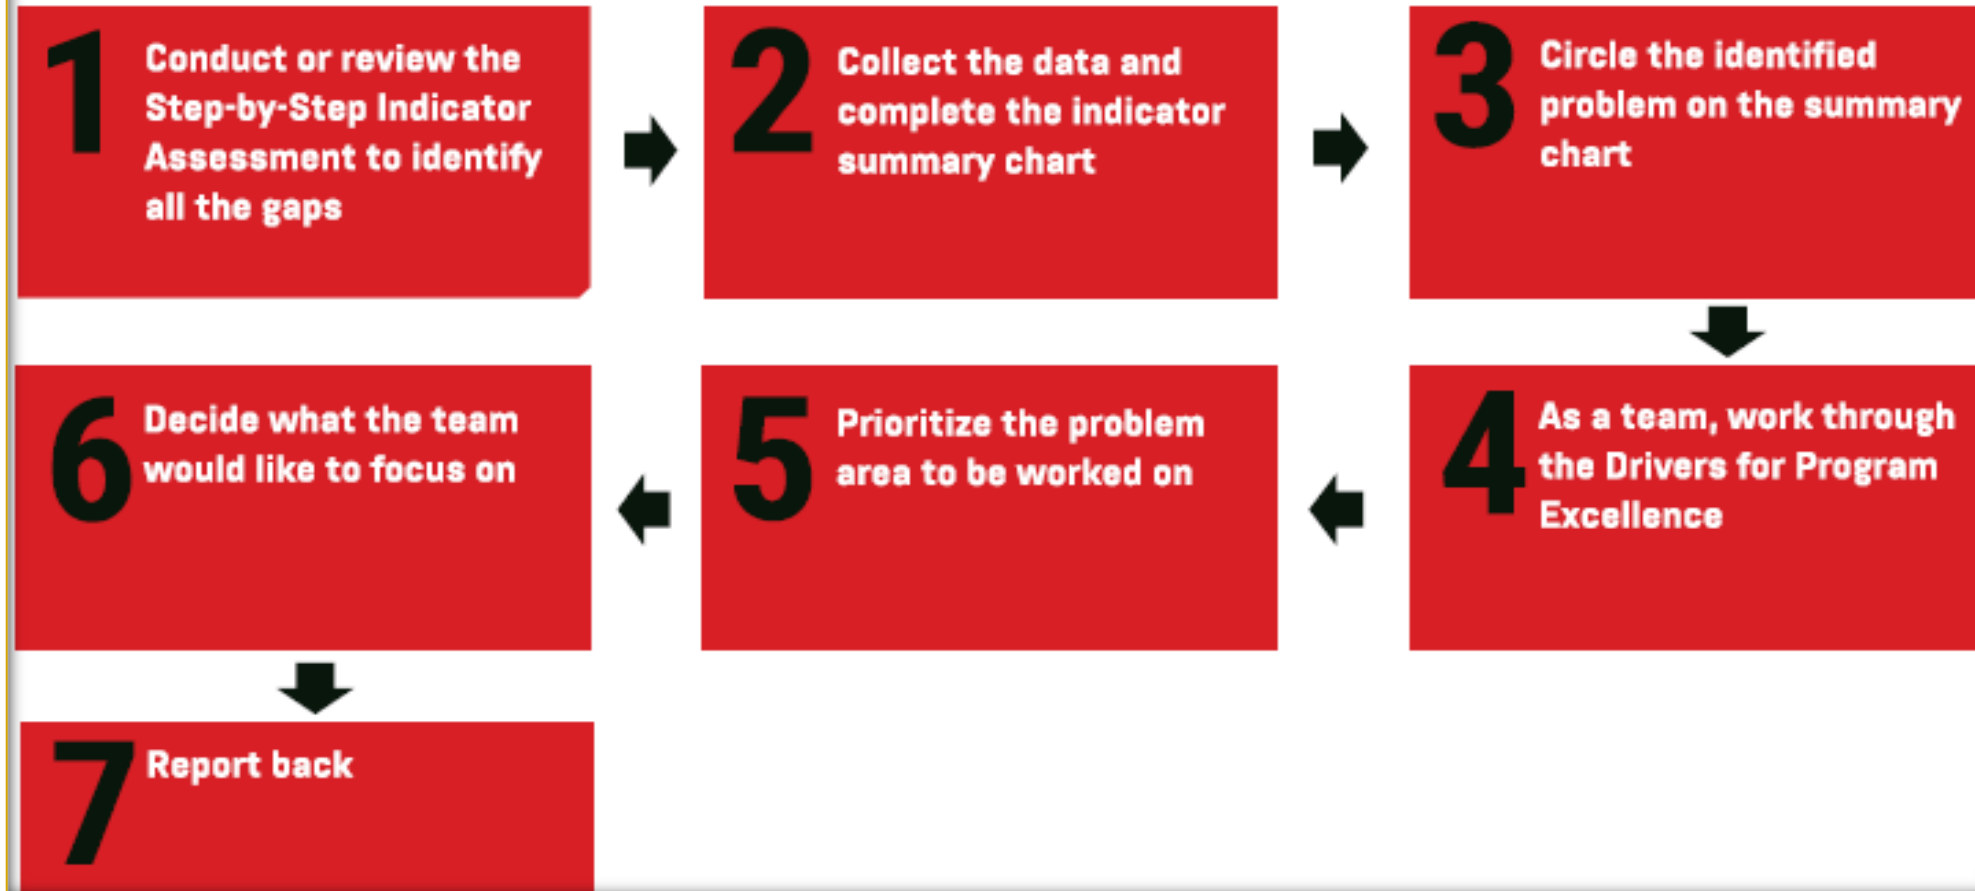 1 Conduct or review the
Step-by-Step Indicator
Assessment to identify
all the gaps
2 Collect the data and
complete the indicator
summary chart
3 Circle the identified
problem on the summary
chart
4 As a team, work through
the Drivers for Program
Excellence
5 Prioritize the problem
area to be worked on
6 Decide what the team
would like to focus on
7 Report back